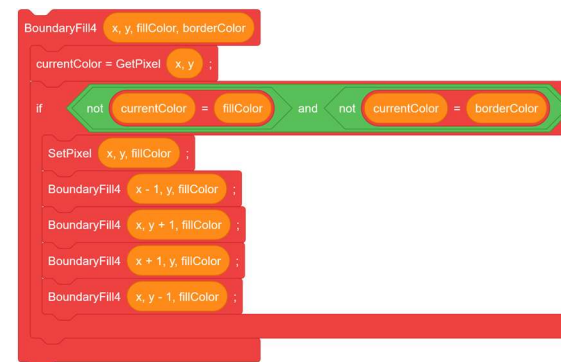 BoundaryFill4 x, y, fillColor, borderColor
currentColor = GetPixel x, y ;
if not currentColor = fillColor and not currentColor = borderColor
SetPixel x, y, fillColor ;
BoundaryFill4 x - 1, y, fillColor ;
BoundaryFill4 x, y + 1, fillColor ;
BoundaryFill4 x + 1, y, fillColor ;
BoundaryFill4 x, y - 1, fillColor ;